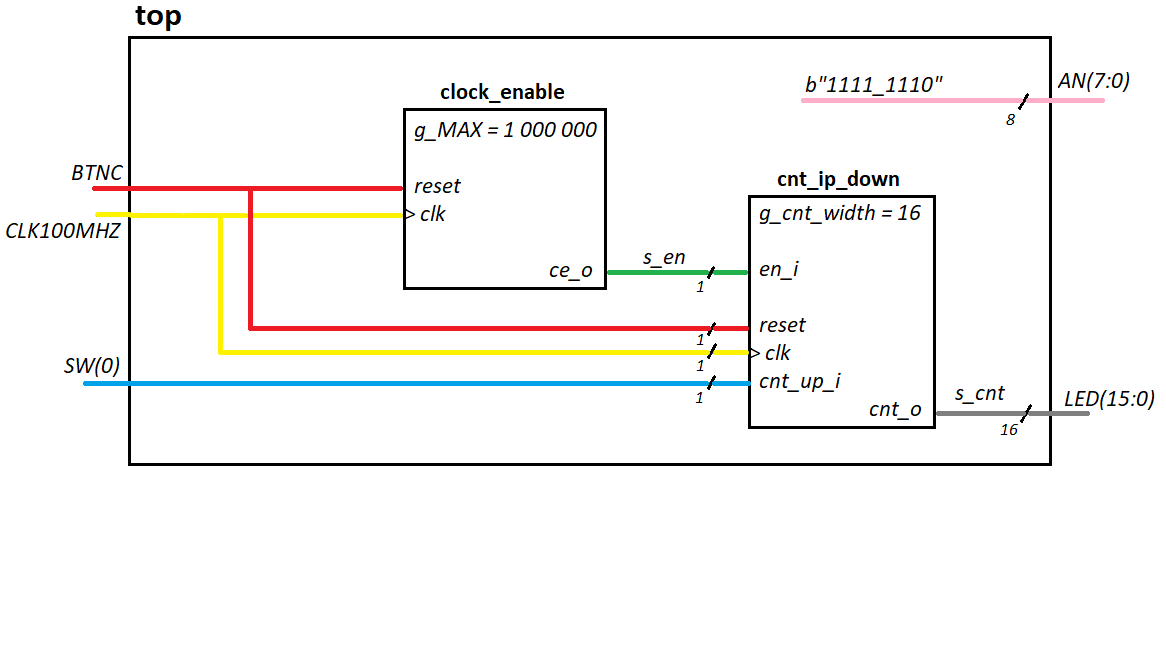 top
b"1111_1110"
AN(7:0)
8
clock_enable
g_MAX = 1 000 000
BTNC
reset
CLK100MHZ
clk
ce_o
s_en
1
cnt_ip_down
g_cnt_width = 16
en_i
reset
1
clk
1
SW(0)
cnt_up_i
1
cnt_o
s_cnt
16
LED(15:0)